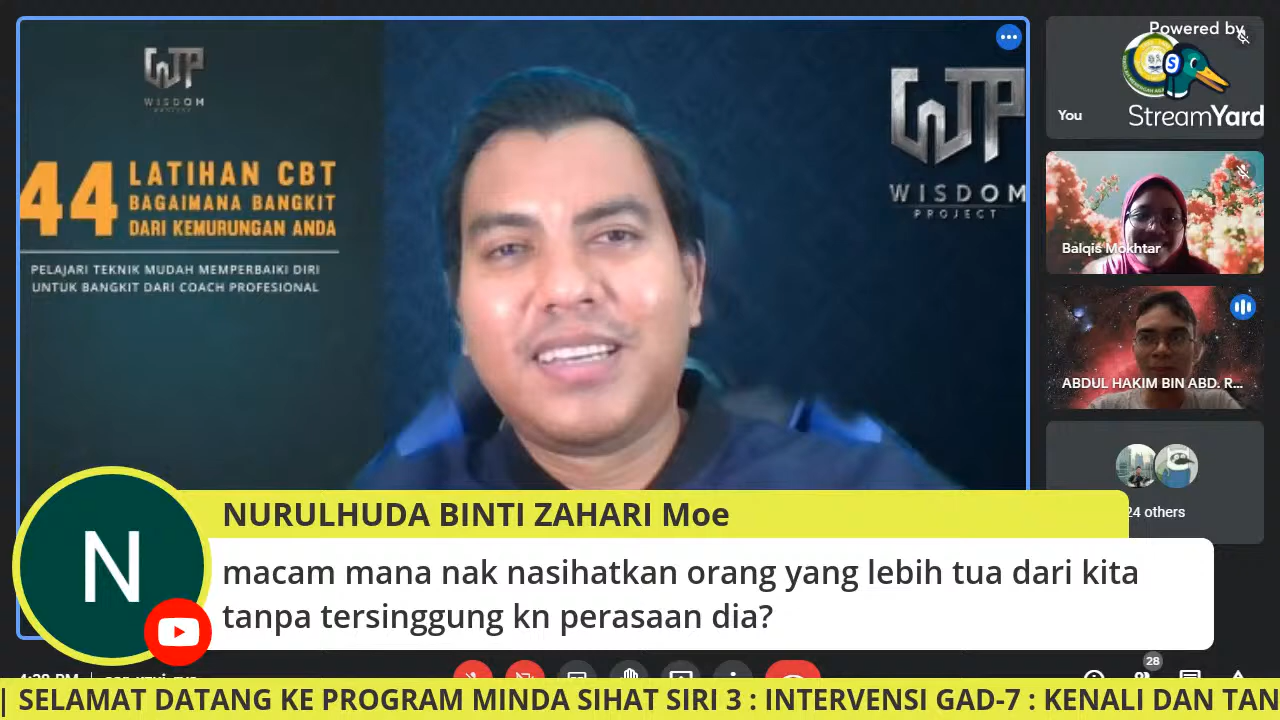 WISDOM
PROJECT
44 LATIHAN CBT
BAGAIMANA BANGKIT
DARI KEMURUNGAN ANDA
PELAJARI TEKNIK MUDAH MEMPERBAIKI DIRI
UNTUK BANGKIT DARI COACH PROFESIONAL
WISDOM
PROJECT
Powered by
You
StreamYard
Balqis Mokhtar
ABDUL HAKIM BIN ABD. R...
24 others
N
NURULHUDA BINTI ZAHARI Moe
macam mana nak nasihatkan orang yang lebih tua dari kita
tanpa tersinggung kn perasaan dia?
28
| SELAMAT DATANG KE PROGRAM MINDA SIHAT SIRI 3 : INTERVENSI GAD-7 : KENALI DAN TAN